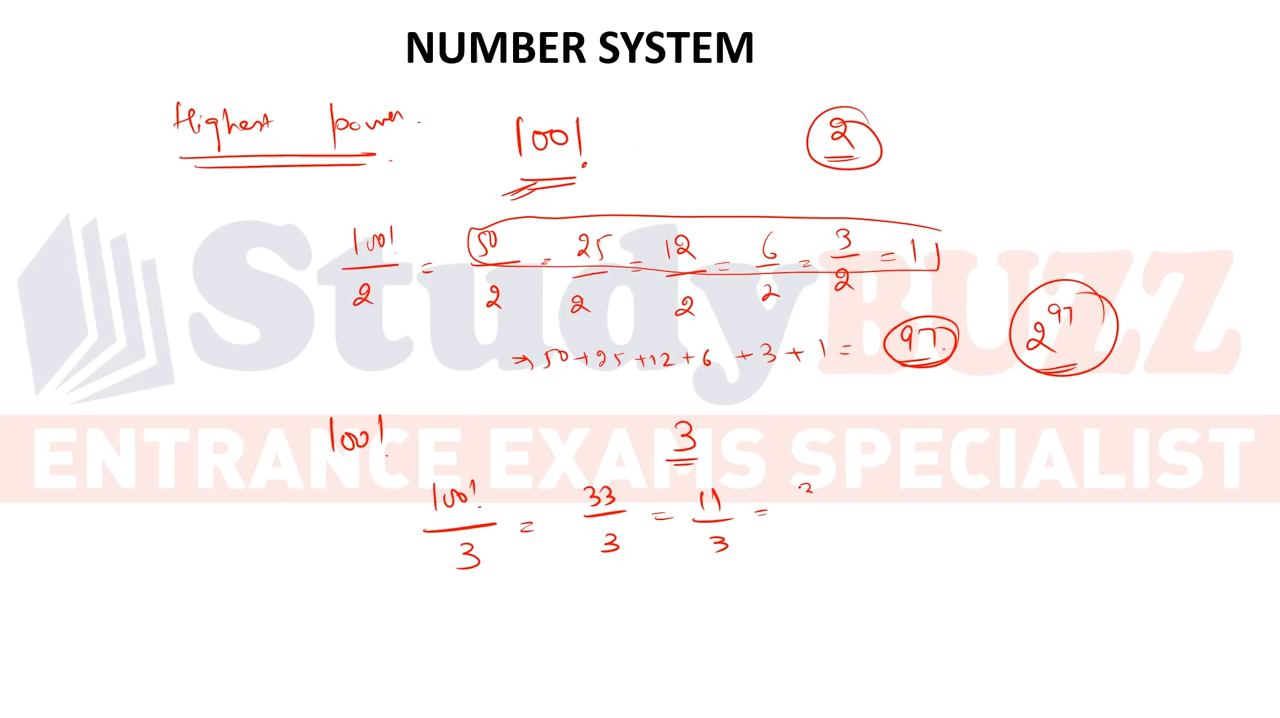 NUMBER SYSTEM
Highest power.
100!
2
100!/2 = 50/2 = 25/2 = 12/2 = 6/2 = 3/2 = 1
⇒ 50 + 25 + 12 + 6 + 3 + 1 = 97
2^97
StudyBUZZ
ENTRANCE EXAMS SPECIALIST
100!
3
100!/3 = 33/3 = 11/3 =